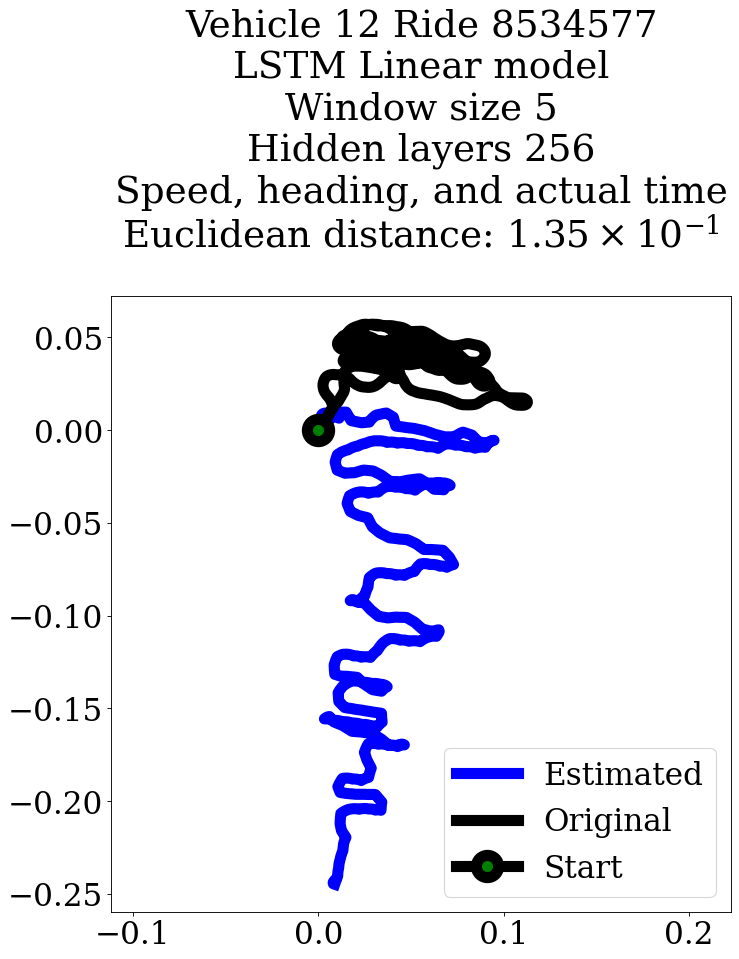 Vehicle 12 Ride 8534577
LSTM Linear model
Window size 5
Hidden layers 256
Speed, heading, and actual time
Euclidean distance: 1.35 × 10⁻¹
0.05
0.00
−0.05
−0.10
−0.15
−0.20
−0.25
Estimated
Original
Start
−0.1 0.0 0.1 0.2